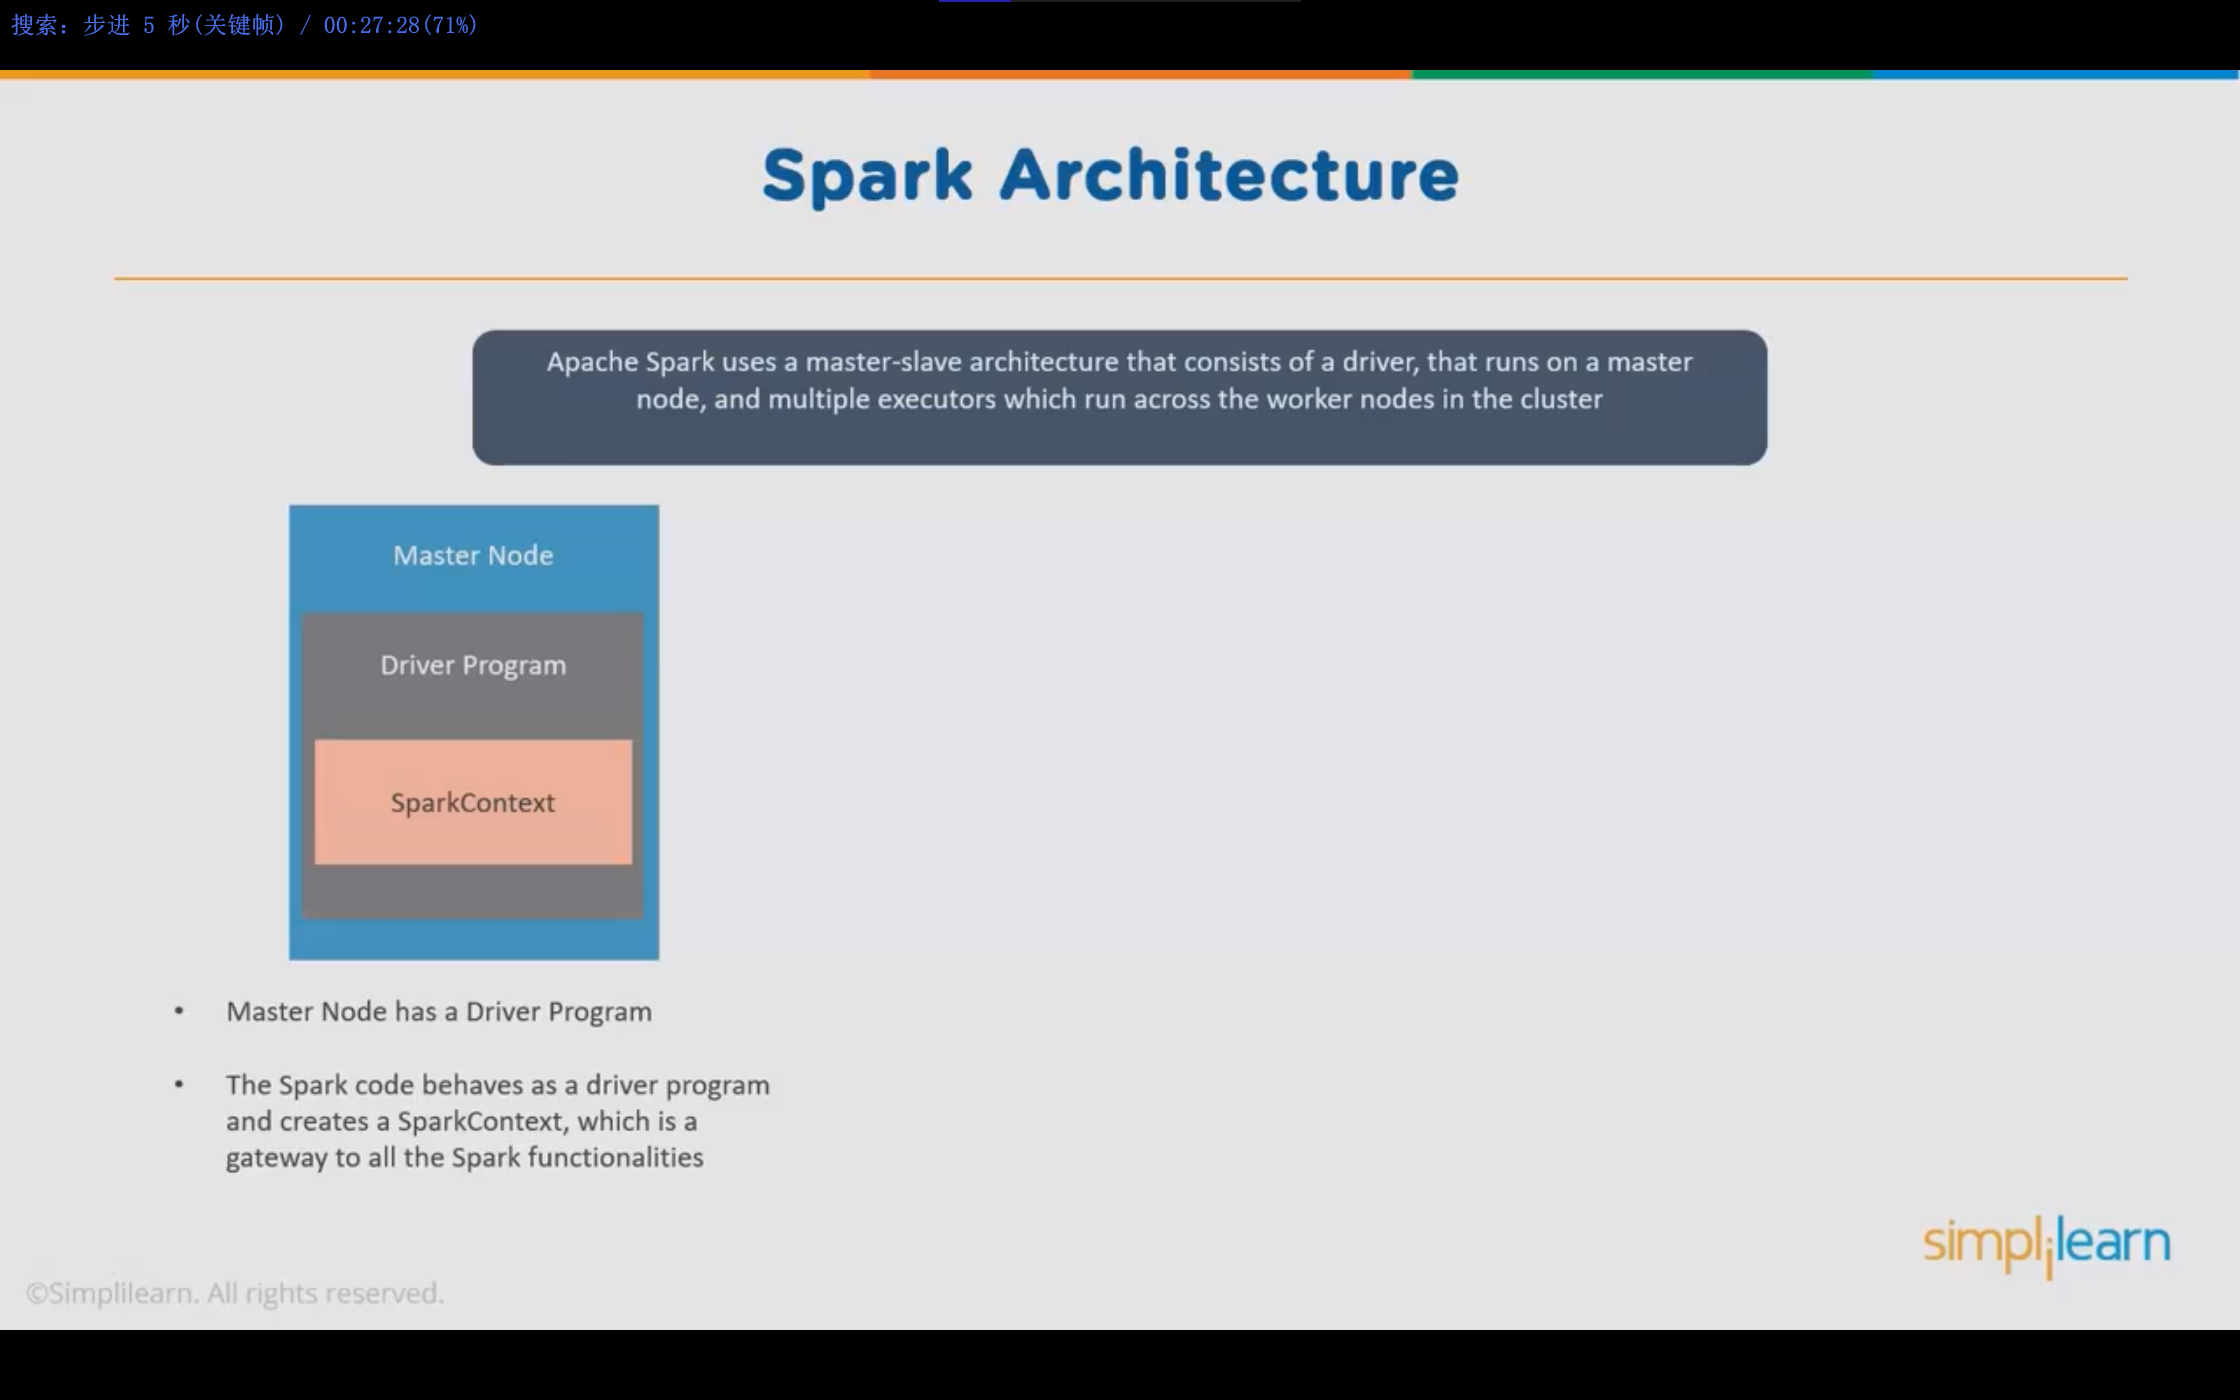 搜索: 步进 5 秒(关键帧) / 00:27:28(71%)
Spark Architecture
Apache Spark uses a master-slave architecture that consists of a driver, that runs on a master
node, and multiple executors which run across the worker nodes in the cluster
Master Node
Driver Program
SparkContext
• Master Node has a Driver Program
• The Spark code behaves as a driver program
and creates a SparkContext, which is a
gateway to all the Spark functionalities
simplilearn
©Simplilearn. All rights reserved.